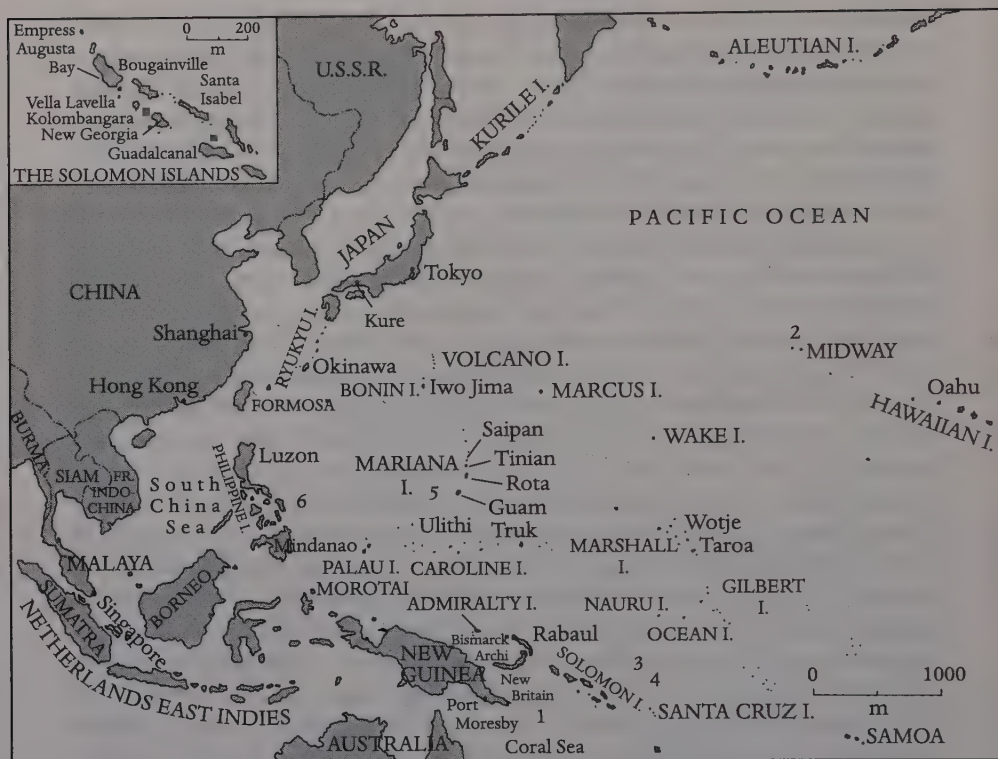 Empress
Augusta
Bay
0 200
m
Bougainville
Santa
Isabel
Vella Lavella
Kolombangara
New Georgia
Guadalcanal
THE SOLOMON ISLANDS
U.S.S.R.
ALEUTIAN I.
KURILE I.
PACIFIC OCEAN
JAPAN
Tokyo
CHINA
Kure
Shanghai
RYUKYU I.
2
MIDWAY
Okinawa
VOLCANO I.
Hong Kong
FORMOSA
BONIN I.
Iwo Jima
MARCUS I.
Oahu
HAWAIIAN I.
BURMA
Luzon
Saipan
WAKE I.
MARIANA
I.
Tinian
Rota
5
Guam
SIAM
FR.
INDO
CHINA
South
China
Sea
PHILIPPINE I.
6
Ulithi
Truk
Wotje
Mindanao
MARSHALL
I.
Taroa
MALAYA
PALAU I.
CAROLINE I.
MOROTAI
GILBERT
I.
BORNEO
ADMIRALTY I.
NAURU I.
SUMATRA
Singapore
OCEAN I.
Bismarck
Archi
Rabaul
NEW
GUINEA
New
Britain
SOLOMON I.
3
4
0 1000
m
NETHERLANDS EAST INDIES
Port
Moresby
1
SANTA CRUZ I.
AUSTRALIA
Coral Sea
SAMOA